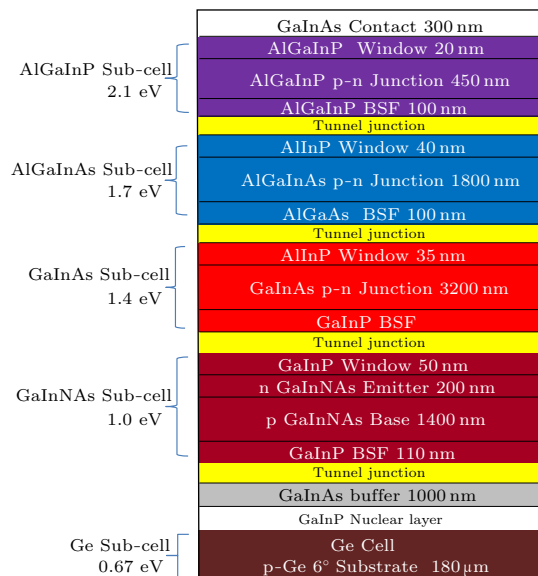 GaInAs Contact 300 nm
AlGaInP Sub-cell
2.1 eV
AlGaInP Window 20 nm
AlGaInP p-n Junction 450 nm
AlGaInP BSF 100 nm
Tunnel junction
AlGaInAs Sub-cell
1.7 eV
AlInP Window 40 nm
AlGaInAs p-n Junction 1800 nm
AlGaAs BSF 100 nm
Tunnel junction
GaInAs Sub-cell
1.4 eV
AlInP Window 35 nm
GaInAs p-n Junction 3200 nm
GaInP BSF
Tunnel junction
GaInNAs Sub-cell
1.0 eV
GaInP Window 50 nm
n GaInNAs Emitter 200 nm
p GaInNAs Base 1400 nm
GaInP BSF 110 nm
Tunnel junction
GaInAs buffer 1000 nm
GaInP Nuclear layer
Ge Sub-cell
0.67 eV
Ge Cell
p-Ge 6° Substrate 180 μm